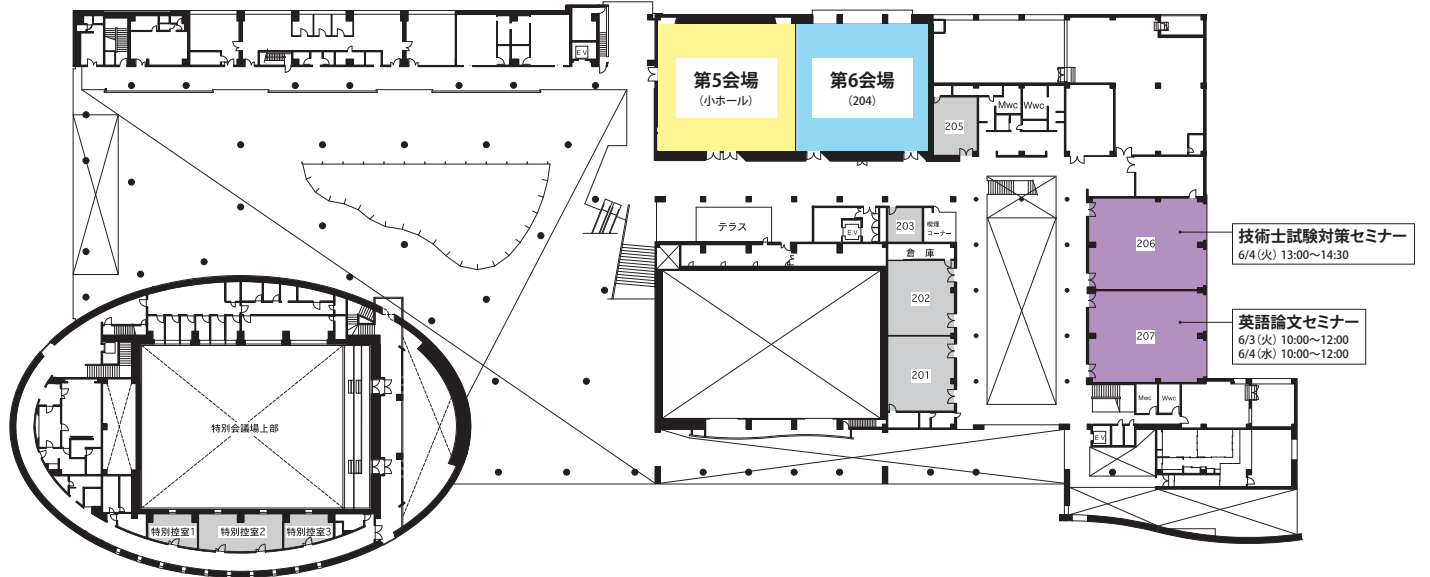 EV
第5会場
(小ホール)
第6会場
(204)
205
Mwc
Wwc
テラス
EV
203
喫煙
コーナー
倉 庫
202
201
206
技術士試験対策セミナー
6/4(火) 13:00〜14:30
207
英語論文セミナー
6/3(火) 10:00〜12:00
6/4(水) 10:00〜12:00
Mwc
Wwc
EV
特別会議場上部
特別控室1
特別控室2
特別控室3